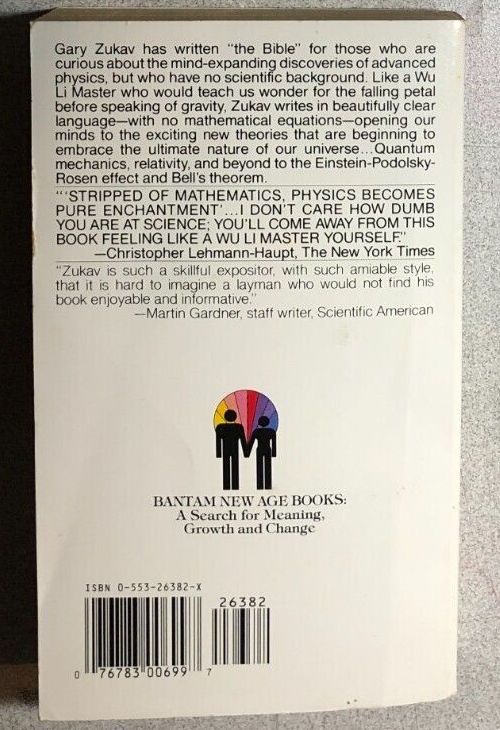 Gary Zukav has written "the Bible" for those who are
curious about the mind-expanding discoveries of advanced
physics, but who have no scientific background. Like a Wu
Li Master who would teach us wonder for the falling petal
before speaking of gravity, Zukav writes in beautifully clear
language—with no mathematical equations—opening our
minds to the exciting new theories that are beginning to
embrace the ultimate nature of our universe...Quantum
mechanics, relativity, and beyond to the Einstein-Podolsky-
Rosen effect and Bell's theorem.
"'STRIPPED OF MATHEMATICS, PHYSICS BECOMES
PURE ENCHANTMENT'...I DON'T CARE HOW DUMB
YOU ARE AT SCIENCE; YOU'LL COME AWAY FROM THIS
BOOK FEELING LIKE A WU LI MASTER YOURSELF."
—Christopher Lehmann-Haupt, The New York Times
"Zukav is such a skillful expositor, with such amiable style,
that it is hard to imagine a layman who would not find his
book enjoyable and informative."
—Martin Gardner, staff writer, Scientific American
BANTAM NEW AGE BOOKS:
A Search for Meaning,
Growth and Change
ISBN 0-553-26382-X
26382
0 76783 00699 7